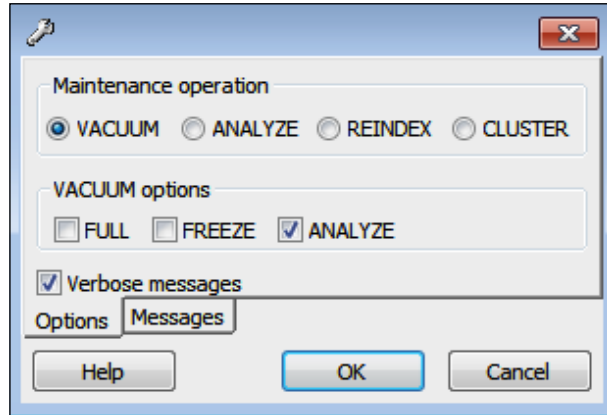 Maintenance operation
VACUUM ANALYZE REINDEX CLUSTER
VACUUM options
FULL FREEZE ANALYZE
Verbose messages
Options Messages
Help OK Cancel